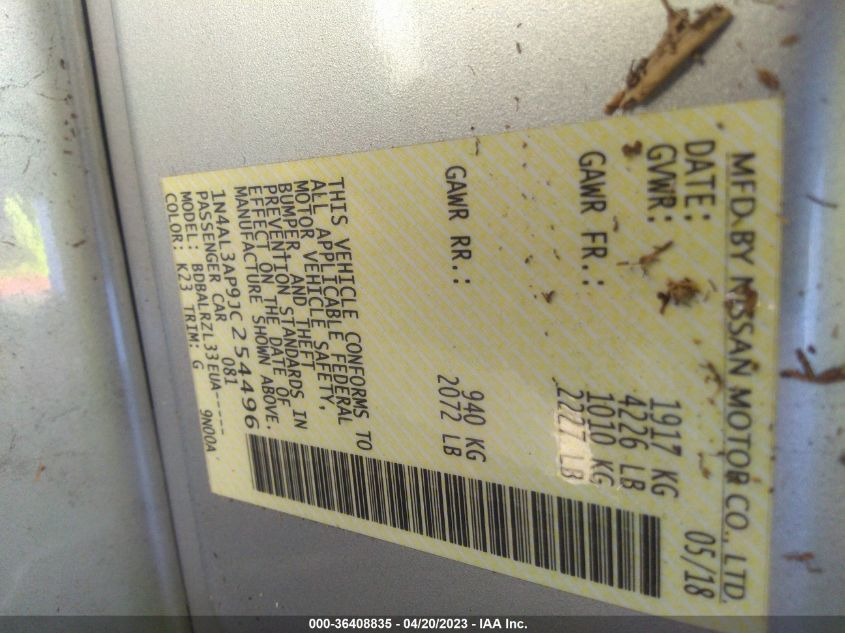 MFD BY NISSAN MOTOR CO., LTD.
DATE: 05/18
GVWR: 1917 KG
4226 LB
GAWR FR.: 1010 KG
2227 LB
GAWR RR.: 940 KG
2072 LB
THIS VEHICLE CONFORMS TO
ALL APPLICABLE FEDERAL
MOTOR VEHICLE SAFETY,
BUMPER AND THEFT
PREVENTION STANDARDS IN
EFFECT ON THE DATE OF
MANUFACTURE SHOWN ABOVE.
1N4AL3AP9JC254496
PASSENGER CAR 081
MODEL: BDBALRZL33EUA-----
COLOR: K23 TRIM: G 9N00A
000-36408835 - 04/20/2023 - IAA Inc.